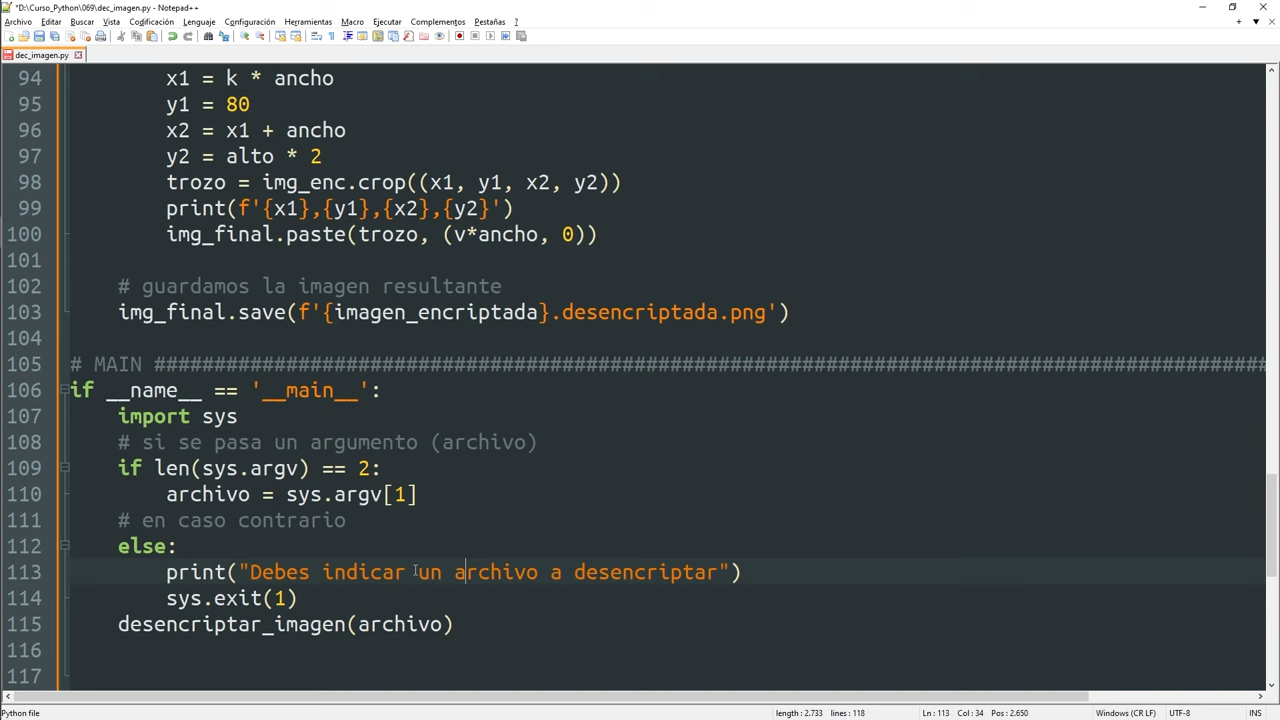 *D:\Curso_Python\069\dec_imagen.py - Notepad++
Archivo Editar Buscar Vista Codificación Lenguaje Configuración Herramientas Macro Ejecutar Complementos Pestañas ?
dec_imagen.py
94 x1 = k * ancho
95 y1 = 80
96 x2 = x1 + ancho
97 y2 = alto * 2
98 trozo = img_enc.crop((x1, y1, x2, y2))
99 print(f'{x1},{y1},{x2},{y2}')
100 img_final.paste(trozo, (v*ancho, 0))
101
102 # guardamos la imagen resultante
103 img_final.save(f'{imagen_encriptada}.desencriptada.png')
104
105 # MAIN #############################################################################################
106 if __name__ == '__main__':
107 import sys
108 # si se pasa un argumento (archivo)
109 if len(sys.argv) == 2:
110 archivo = sys.argv[1]
111 # en caso contrario
112 else:
113 print("Debes indicar un archivo a desencriptar")
114 sys.exit(1)
115 desencriptar_imagen(archivo)
116
117
Python file length : 2.733 lines : 118 Ln : 113 Col : 34 Pos : 2.650 Windows (CR LF) UTF-8 INS